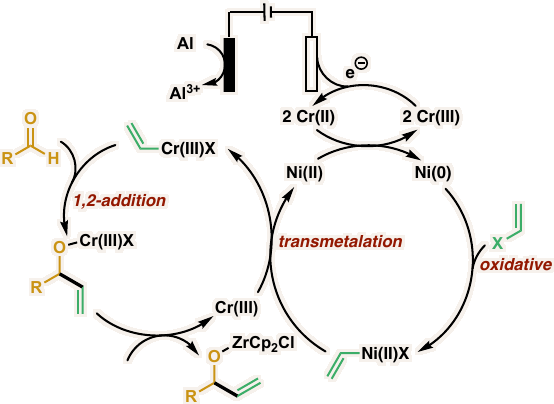 Al
Al3+
e⊖
2 Cr(II)
2 Cr(III)
Ni(II)
Ni(0)
O
R
H
Cr(III)X
1,2-addition
O
Cr(III)X
R
transmetalation
X
oxidative
Cr(III)
Ni(II)X
ZrCp2Cl
O
R